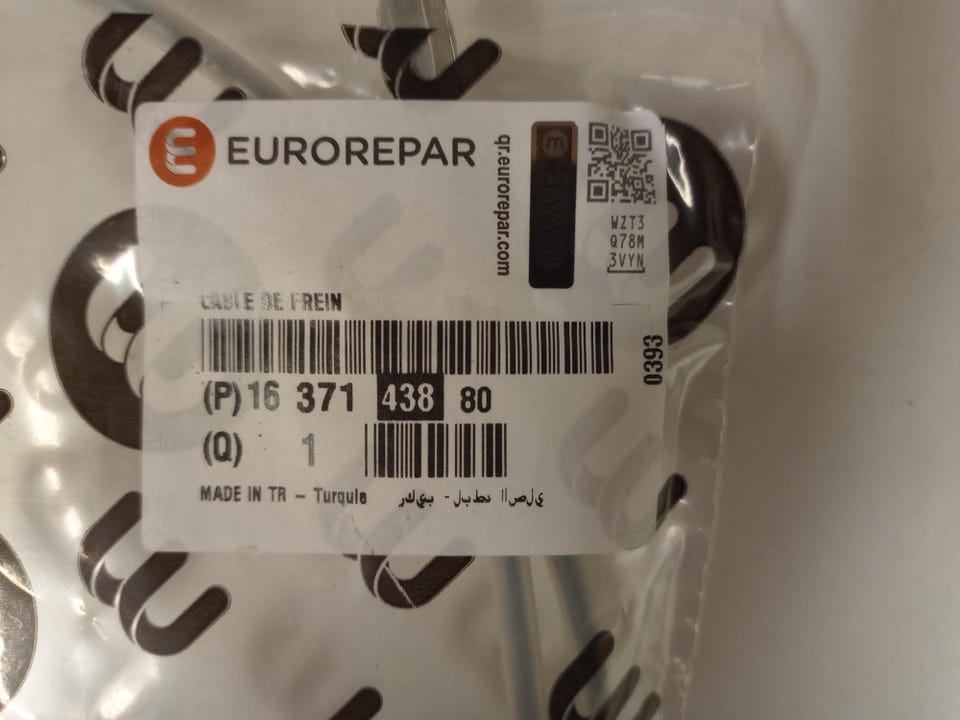 EUROREPAR
qr.eurorepar.com
3VYN
WZT3
Q78M
3VYN
CABLE DE FREIN
0393
(P) 16 371 438 80
(Q) 1
MADE IN TR - Turquie